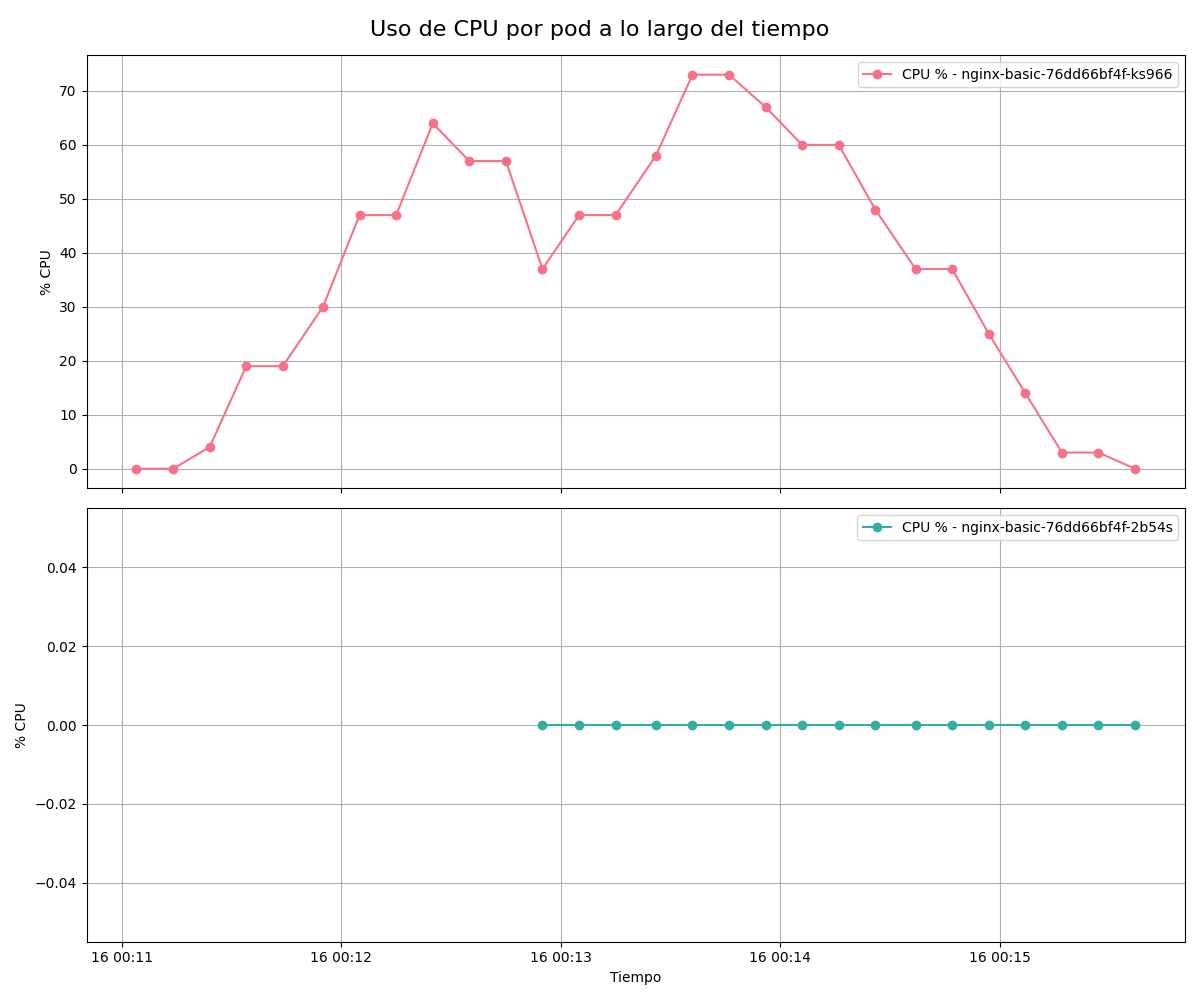 Uso de CPU por pod a lo largo del tiempo
CPU % - nginx-basic-76dd66bf4f-ks966
70
60
50
40
30
20
10
0
% CPU
CPU % - nginx-basic-76dd66bf4f-2b54s
0.04
0.02
0.00
−0.02
−0.04
% CPU
16 00:11 16 00:12 16 00:13 16 00:14 16 00:15
Tiempo